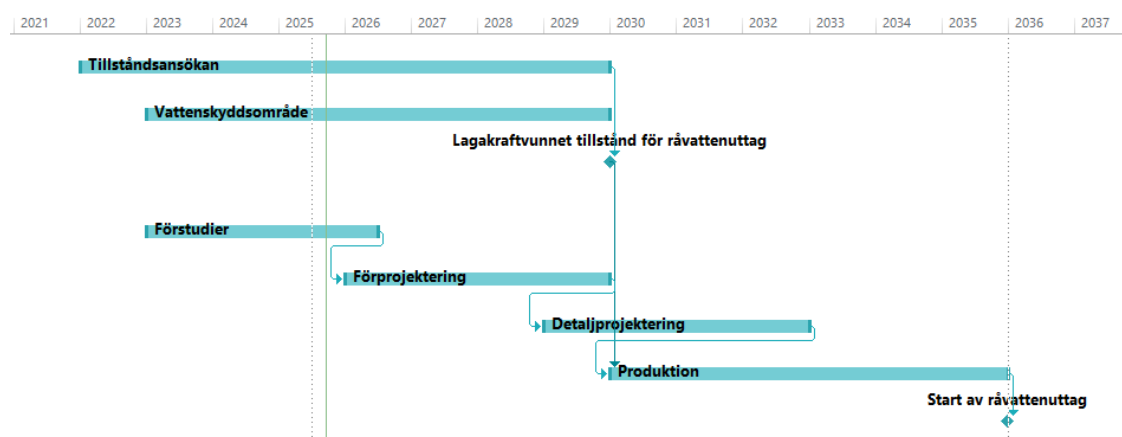 2021 2022 2023 2024 2025 2026 2027 2028 2029 2030 2031 2032 2033 2034 2035 2036 2037
Tillståndsansökan
Vattenskyddsområde
Lagakraftvunnet tillstånd för råvattenuttag
Förstudier
Förprojektering
Detaljprojektering
Produktion
Start av råvattenuttag